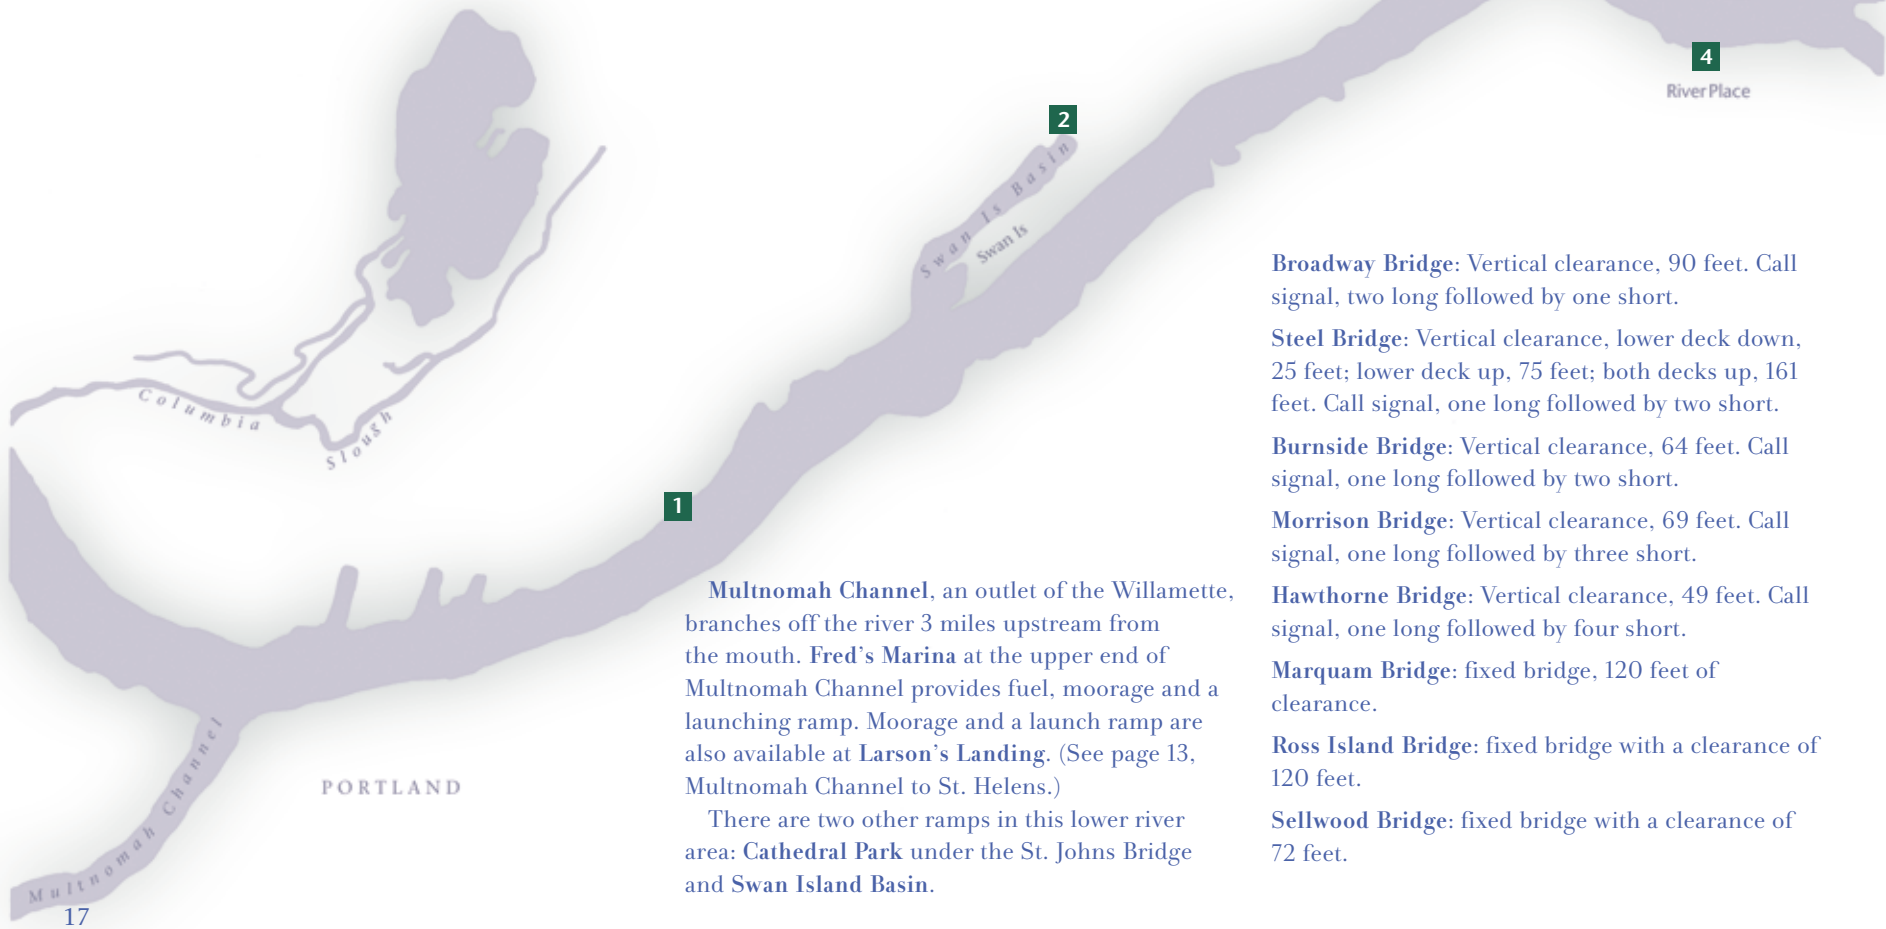 4
River Place
2
Swan Is Basin
Swan Is
Columbia
Slough
1
Multnomah Channel
PORTLAND
17
Multnomah Channel, an outlet of the Willamette,
branches off the river 3 miles upstream from
the mouth. Fred’s Marina at the upper end of
Multnomah Channel provides fuel, moorage and a
launching ramp. Moorage and a launch ramp are
also available at Larson’s Landing. (See page 13,
Multnomah Channel to St. Helens.)
There are two other ramps in this lower river
area: Cathedral Park under the St. Johns Bridge
and Swan Island Basin.
Broadway Bridge: Vertical clearance, 90 feet. Call
signal, two long followed by one short.
Steel Bridge: Vertical clearance, lower deck down,
25 feet; lower deck up, 75 feet; both decks up, 161
feet. Call signal, one long followed by two short.
Burnside Bridge: Vertical clearance, 64 feet. Call
signal, one long followed by two short.
Morrison Bridge: Vertical clearance, 69 feet. Call
signal, one long followed by three short.
Hawthorne Bridge: Vertical clearance, 49 feet. Call
signal, one long followed by four short.
Marquam Bridge: fixed bridge, 120 feet of
clearance.
Ross Island Bridge: fixed bridge with a clearance of
120 feet.
Sellwood Bridge: fixed bridge with a clearance of
72 feet.